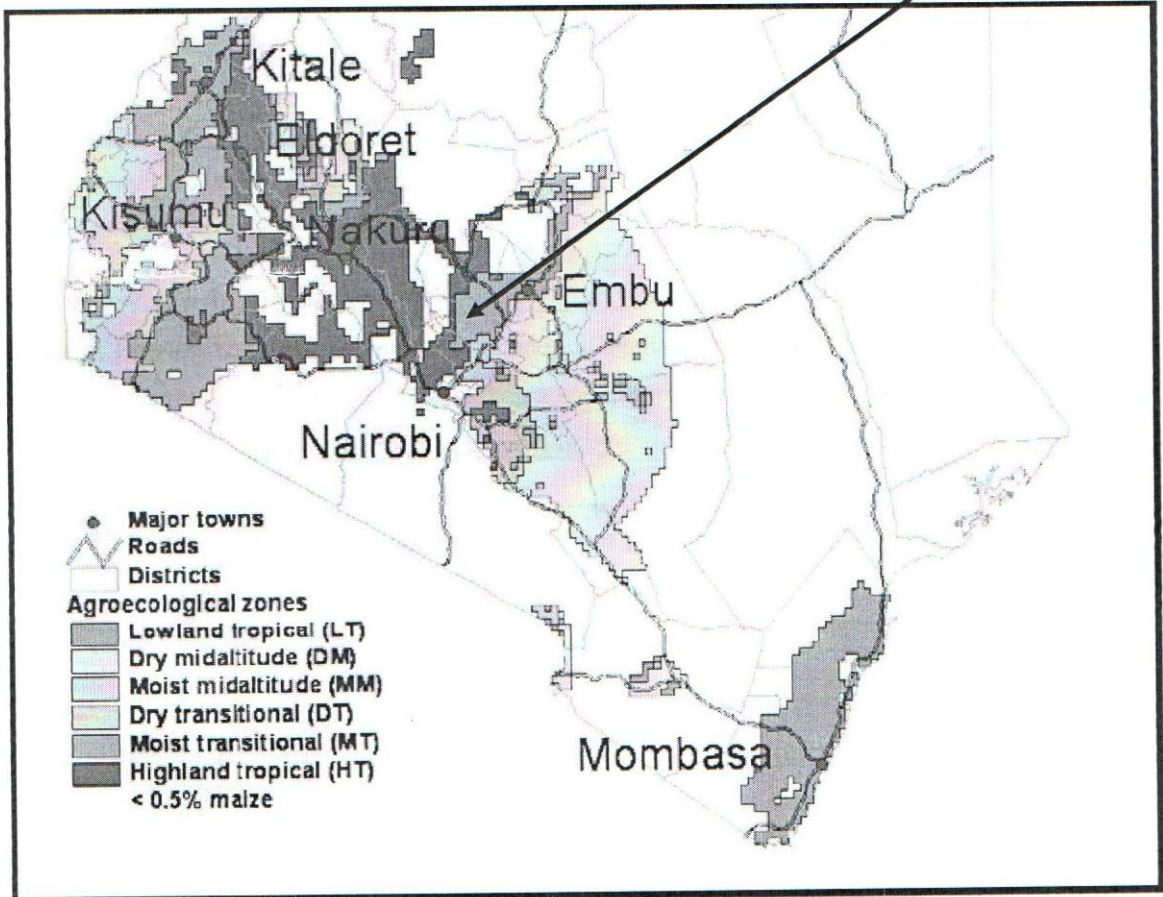 Kitale
Eldoret
Kisumu
Nakuru
Embu
Nairobi
Major towns
Roads
Districts
Agroecological zones
Lowland tropical (LT)
Dry midaltitude (DM)
Moist midaltitude (MM)
Dry transitional (DT)
Moist transitional (MT)
Highland tropical (HT)
< 0.5% maize
Mombasa